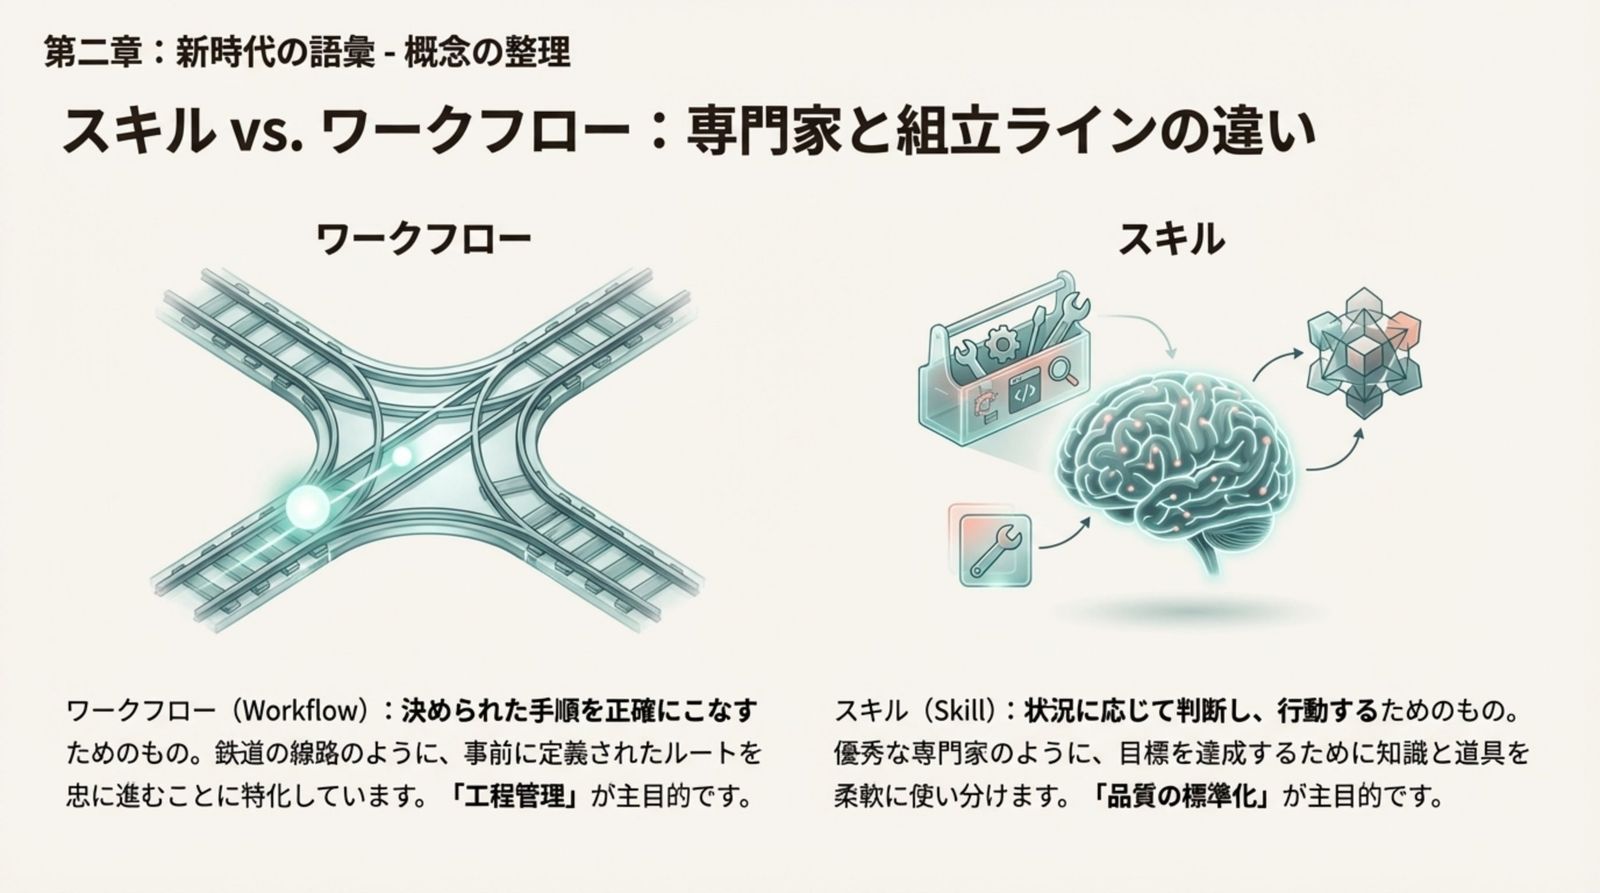 第二章：新時代の語彙 - 概念の整理
スキル vs. ワークフロー：専門家と組立ラインの違い
ワークフロー
ワークフロー（Workflow）：決められた手順を正確にこなす
ためのもの。鉄道の線路のように、事前に定義されたルートを
忠に進むことに特化しています。「工程管理」が主目的です。
スキル
</>
スキル（Skill）：状況に応じて判断し、行動するためのもの。
優秀な専門家のように、目標を達成するために知識と道具を
柔軟に使い分けます。「品質の標準化」が主目的です。